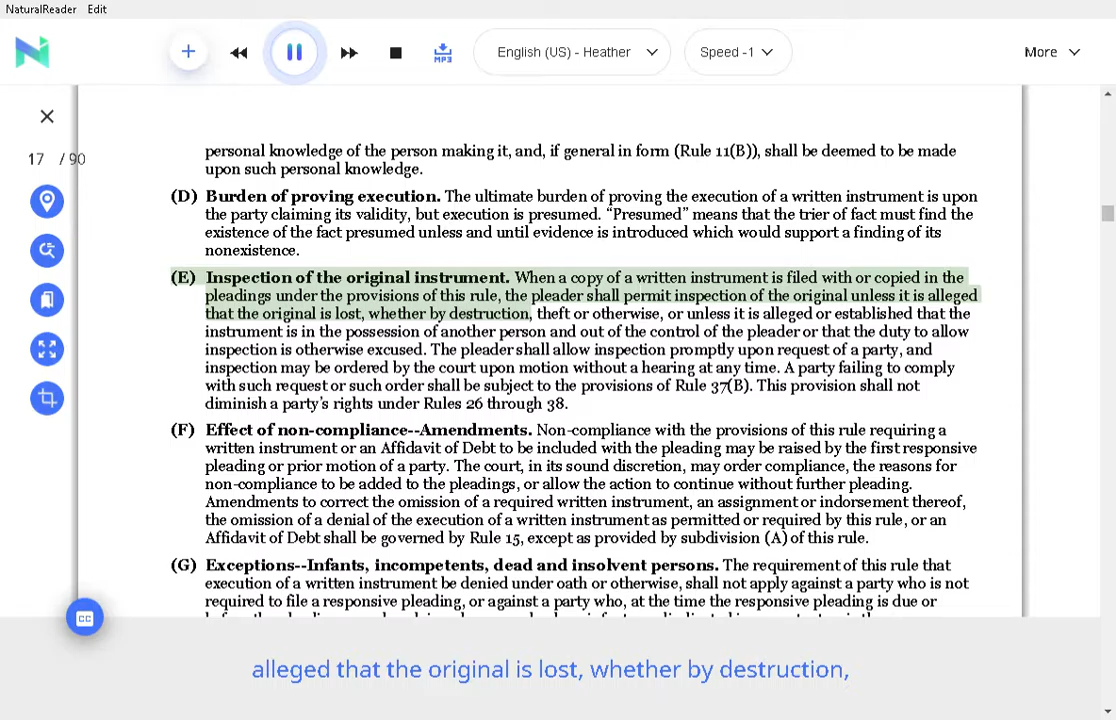 NaturalReader Edit
MP3
English (US) - Heather
Speed -1
More
17 / 90
personal knowledge of the person making it, and, if general in form (Rule 11(B)), shall be deemed to be made
upon such personal knowledge.
(D) Burden of proving execution. The ultimate burden of proving the execution of a written instrument is upon
the party claiming its validity, but execution is presumed. “Presumed” means that the trier of fact must find the
existence of the fact presumed unless and until evidence is introduced which would support a finding of its
nonexistence.
(E) Inspection of the original instrument. When a copy of a written instrument is filed with or copied in the
pleadings under the provisions of this rule, the pleader shall permit inspection of the original unless it is alleged
that the original is lost, whether by destruction, theft or otherwise, or unless it is alleged or established that the
instrument is in the possession of another person and out of the control of the pleader or that the duty to allow
inspection is otherwise excused. The pleader shall allow inspection promptly upon request of a party, and
inspection may be ordered by the court upon motion without a hearing at any time. A party failing to comply
with such request or such order shall be subject to the provisions of Rule 37(B). This provision shall not
diminish a party’s rights under Rules 26 through 38.
(F) Effect of non-compliance--Amendments. Non-compliance with the provisions of this rule requiring a
written instrument or an Affidavit of Debt to be included with the pleading may be raised by the first responsive
pleading or prior motion of a party. The court, in its sound discretion, may order compliance, the reasons for
non-compliance to be added to the pleadings, or allow the action to continue without further pleading.
Amendments to correct the omission of a required written instrument, an assignment or indorsement thereof,
the omission of a denial of the execution of a written instrument as permitted or required by this rule, or an
Affidavit of Debt shall be governed by Rule 15, except as provided by subdivision (A) of this rule.
(G) Exceptions--Infants, incompetents, dead and insolvent persons. The requirement of this rule that
execution of a written instrument be denied under oath or otherwise, shall not apply against a party who is not
required to file a responsive pleading, or against a party who, at the time the responsive pleading is due or
CC
alleged that the original is lost, whether by destruction,